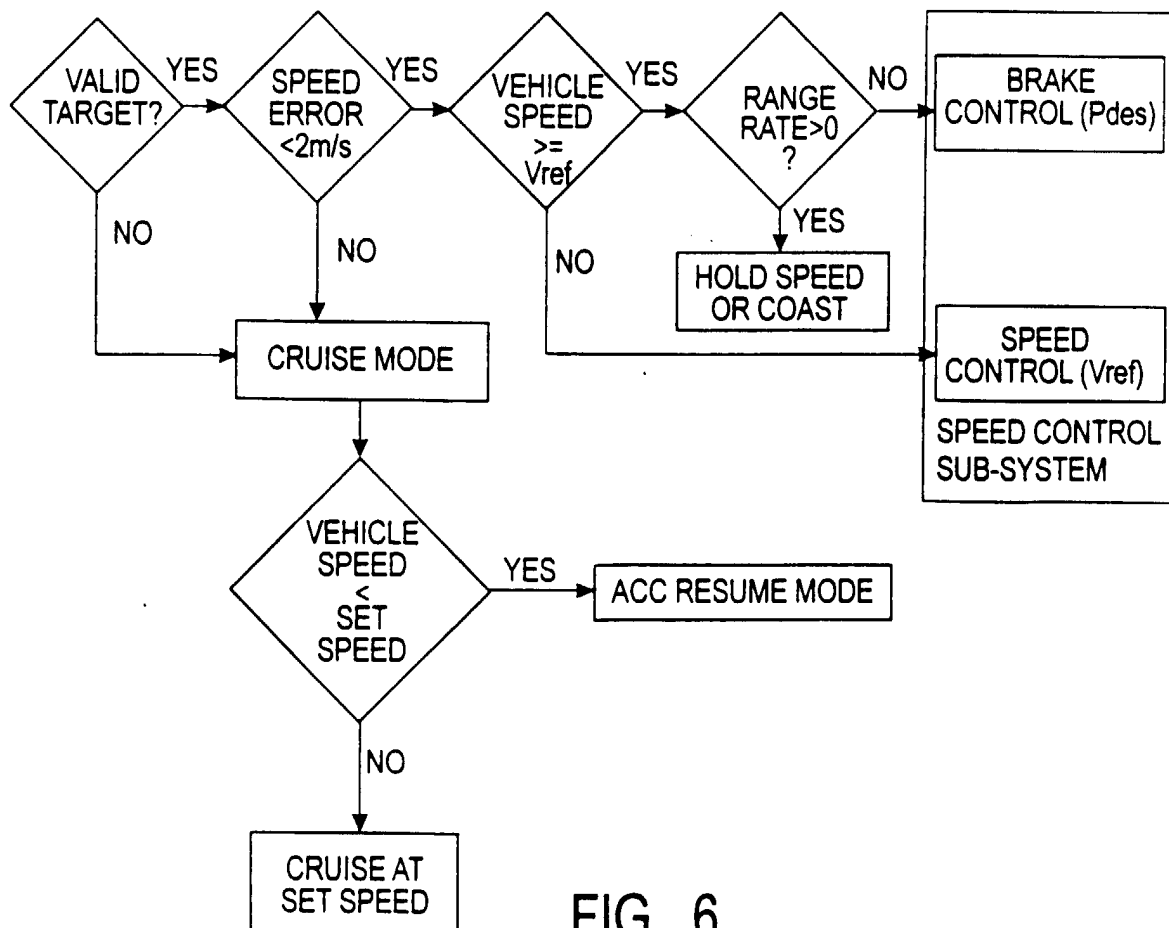 VALID
TARGET?
YES
SPEED
ERROR
<2m/s
YES
VEHICLE
SPEED
>=
Vref
YES
RANGE
RATE>0
?
NO
BRAKE
CONTROL (Pdes)
NO
NO
NO
YES
HOLD SPEED
OR COAST
CRUISE MODE
SPEED
CONTROL (Vref)
SPEED CONTROL
SUB-SYSTEM
VEHICLE
SPEED
<
SET
SPEED
YES
ACC RESUME MODE
NO
CRUISE AT
SET SPEED
FIG. 6